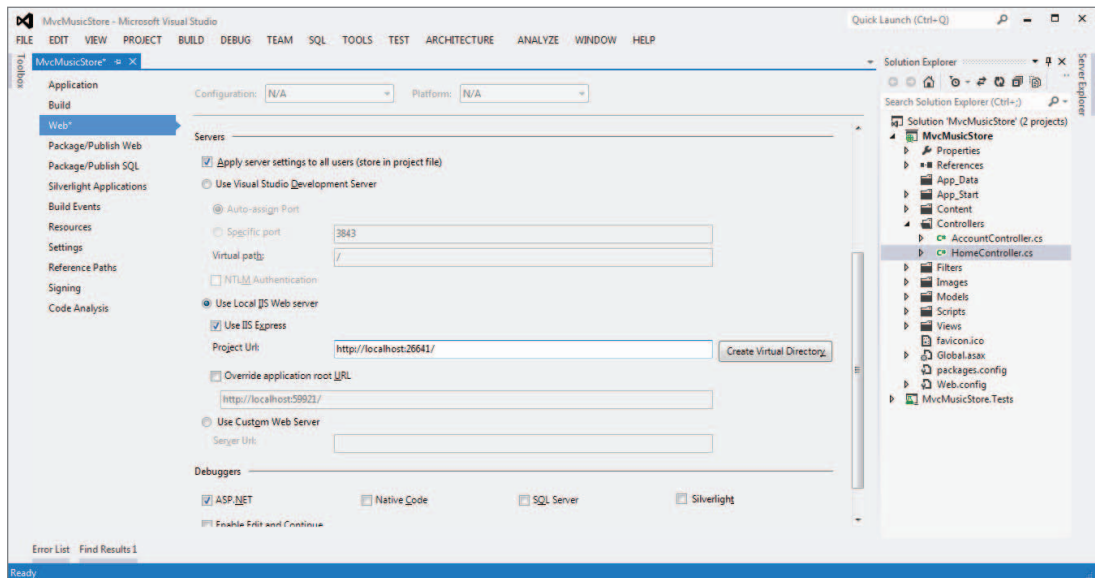 MvcMusicStore - Microsoft Visual Studio
Quick Launch (Ctrl+Q)
FILE EDIT VIEW PROJECT BUILD DEBUG TEAM SQL TOOLS TEST ARCHITECTURE ANALYZE WINDOW HELP
Toolbox
MvcMusicStore*
Application
Build
Web*
Package/Publish Web
Package/Publish SQL
Silverlight Applications
Build Events
Resources
Settings
Reference Paths
Signing
Code Analysis
Configuration: N/A Platform: N/A
Servers
Apply server settings to all users (store in project file)
Use Visual Studio Development Server
Auto-assign Port
Specific port 3843
Virtual path: /
NTLM Authentication
Use Local IIS Web server
Use IIS Express
Project Url: http://localhost:26641/ Create Virtual Directory
Override application root URL
http://localhost:59921/
Use Custom Web Server
Server Url:
Debuggers
ASP.NET Native Code SQL Server Silverlight
Enable Edit and Continue
Solution Explorer
Search Solution Explorer (Ctrl+;)
Solution 'MvcMusicStore' (2 projects)
MvcMusicStore
Properties
References
App_Data
App_Start
Content
Controllers
C# AccountController.cs
C# HomeController.cs
Filters
Images
Models
Scripts
Views
favicon.ico
Global.asax
packages.config
Web.config
MvcMusicStore.Tests
Server Explorer
Error List Find Results 1
Ready